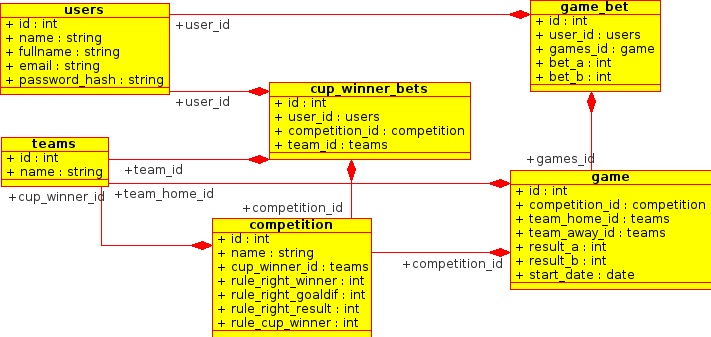 users
+ id : int
+ name : string
+ fullname : string
+ email : string
+ password_hash : string
+user_id
game_bet
+ id : int
+ user_id : users
+ games_id : game
+ bet_a : int
+ bet_b : int
+user_id
cup_winner_bets
+ id : int
+ user_id : users
+ competition_id : competition
+ team_id : teams
teams
+ id : int
+ name : string
+team_id
+games_id
+cup_winner_id
+team_home_id
+competition_id
game
+ id : int
+ competition_id : competition
+ team_home_id : teams
+ team_away_id : teams
+ result_a : int
+ result_b : int
+ start_date : date
competition
+ id : int
+ name : string
+ cup_winner_id : teams
+ rule_right_winner : int
+ rule_right_goaldif : int
+ rule_right_result : int
+ rule_cup_winner : int
+competition_id